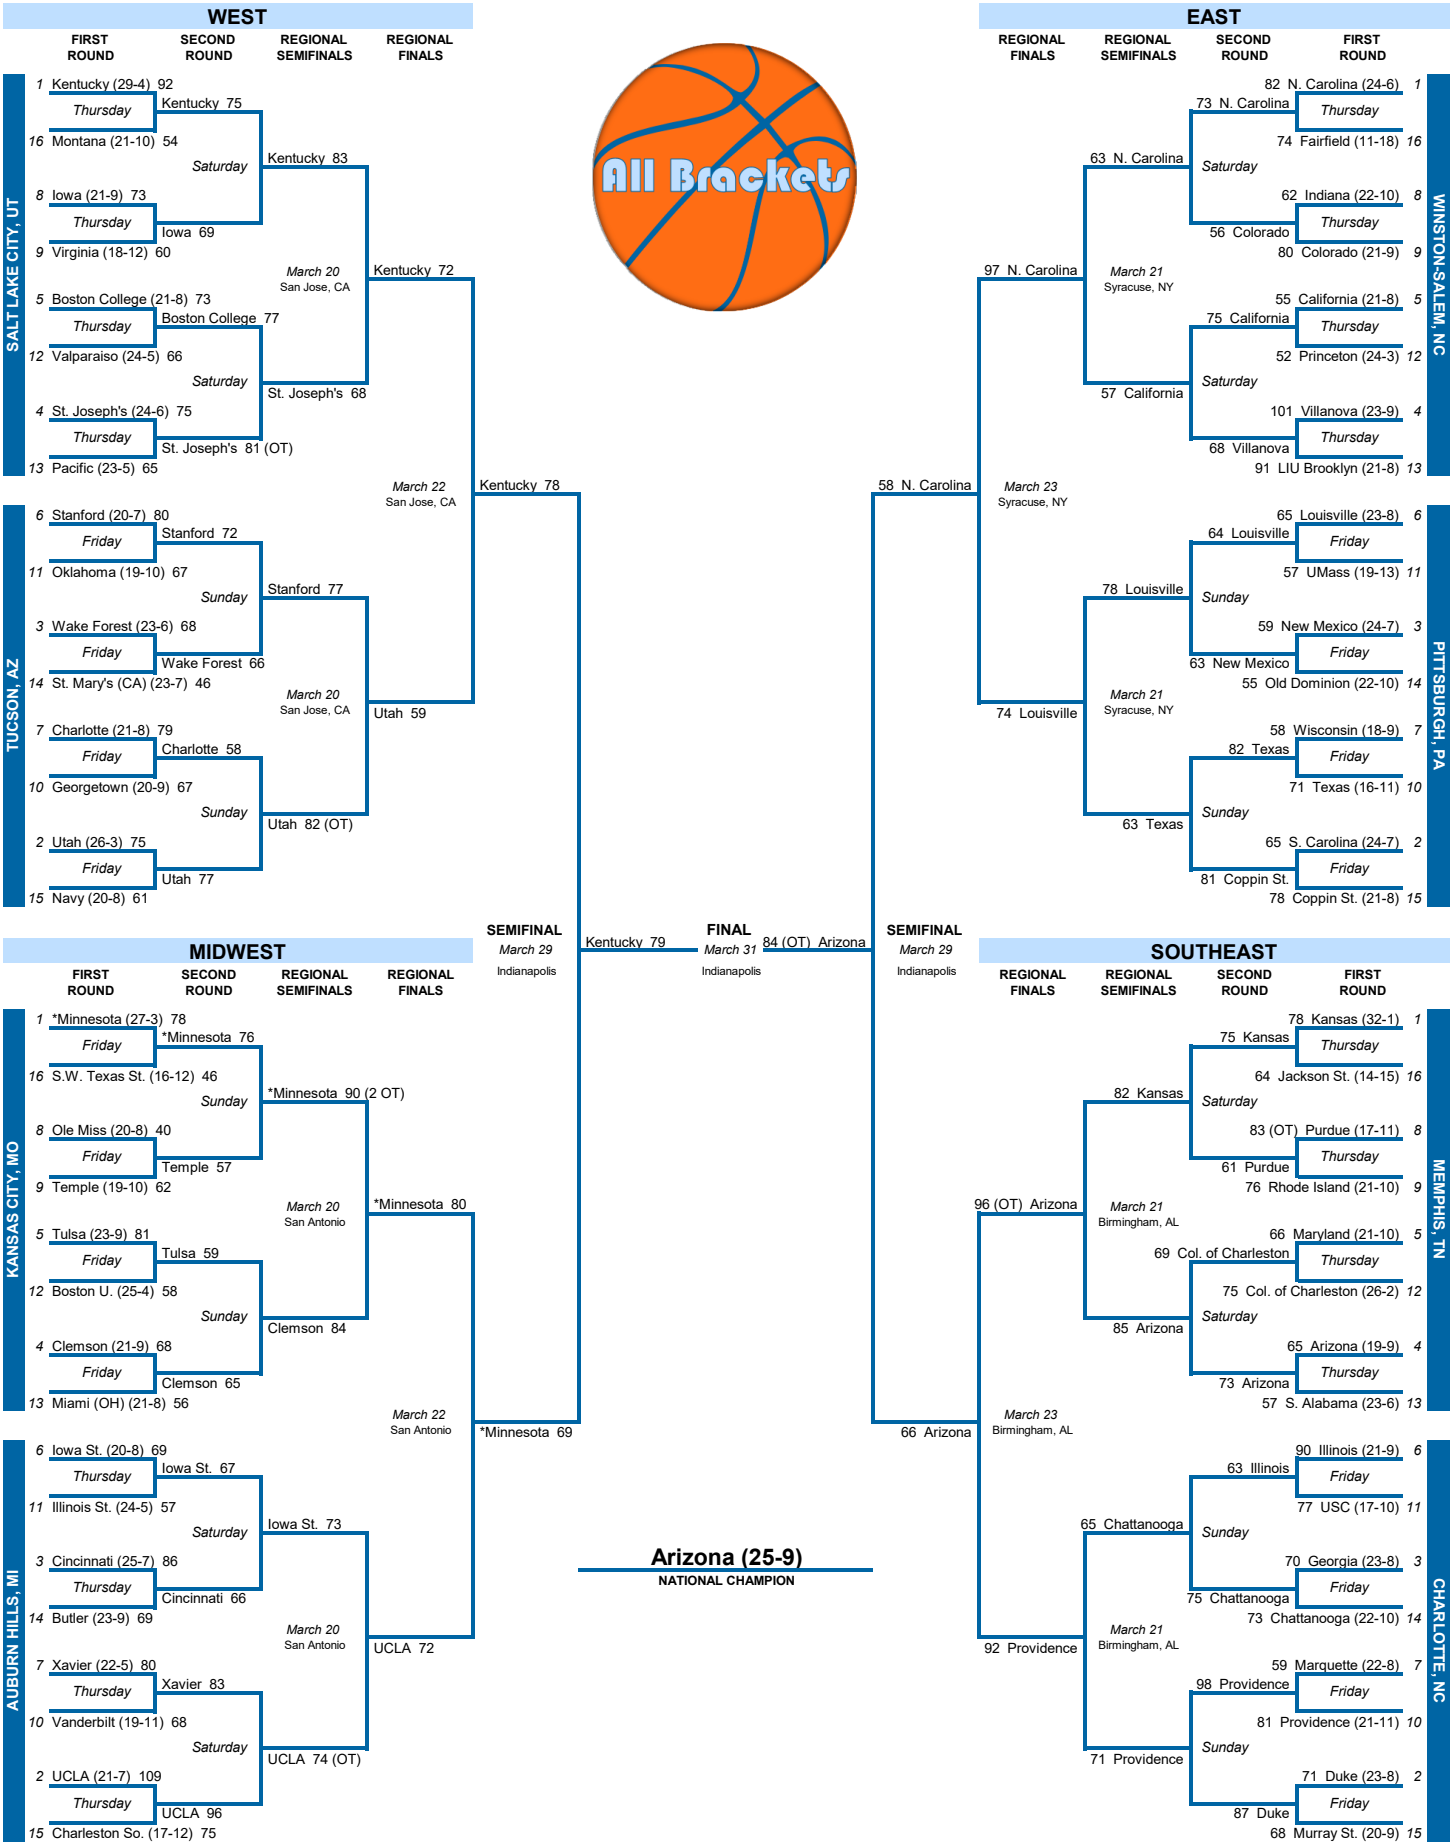 WEST
FIRST ROUND
SECOND ROUND
REGIONAL SEMIFINALS
REGIONAL FINALS
SALT LAKE CITY, UT
1 Kentucky (29-4) 92
Thursday
Kentucky 75
16 Montana (21-10) 54
Saturday
Kentucky 83
8 Iowa (21-9) 73
Thursday
Iowa 69
9 Virginia (18-12) 60
March 20
San Jose, CA
Kentucky 72
5 Boston College (21-8) 73
Thursday
Boston College 77
12 Valparaiso (24-5) 66
Saturday
St. Joseph's 68
4 St. Joseph's (24-6) 75
Thursday
St. Joseph's 81 (OT)
13 Pacific (23-5) 65
March 22
San Jose, CA
Kentucky 78
TUCSON, AZ
6 Stanford (20-7) 80
Friday
Stanford 72
11 Oklahoma (19-10) 67
Sunday
Stanford 77
3 Wake Forest (23-6) 68
Friday
Wake Forest 66
14 St. Mary's (CA) (23-7) 46
March 20
San Jose, CA
Utah 59
7 Charlotte (21-8) 79
Friday
Charlotte 58
10 Georgetown (20-9) 67
Sunday
Utah 82 (OT)
2 Utah (26-3) 75
Friday
Utah 77
15 Navy (20-8) 61
All Brackets
EAST
REGIONAL FINALS
REGIONAL SEMIFINALS
SECOND ROUND
FIRST ROUND
WINSTON-SALEM, NC
82 N. Carolina (24-6) 1
73 N. Carolina
Thursday
74 Fairfield (11-18) 16
63 N. Carolina
Saturday
62 Indiana (22-10) 8
Thursday
56 Colorado
80 Colorado (21-9) 9
97 N. Carolina
March 21
Syracuse, NY
55 California (21-8) 5
75 California
Thursday
52 Princeton (24-3) 12
57 California
Saturday
101 Villanova (23-9) 4
Thursday
68 Villanova
91 LIU Brooklyn (21-8) 13
58 N. Carolina
March 23
Syracuse, NY
PITTSBURGH, PA
65 Louisville (23-8) 6
64 Louisville
Friday
57 UMass (19-13) 11
78 Louisville
Sunday
59 New Mexico (24-7) 3
Friday
63 New Mexico
55 Old Dominion (22-10) 14
74 Louisville
March 21
Syracuse, NY
58 Wisconsin (18-9) 7
82 Texas
Friday
71 Texas (16-11) 10
63 Texas
Sunday
65 S. Carolina (24-7) 2
Friday
81 Coppin St.
78 Coppin St. (21-8) 15
SEMIFINAL
March 29
Indianapolis
Kentucky 79
FINAL
March 31
Indianapolis
84 (OT) Arizona
SEMIFINAL
March 29
Indianapolis
MIDWEST
FIRST ROUND
SECOND ROUND
REGIONAL SEMIFINALS
REGIONAL FINALS
KANSAS CITY, MO
1 *Minnesota (27-3) 78
Friday
*Minnesota 76
16 S.W. Texas St. (16-12) 46
Sunday
*Minnesota 90 (2 OT)
8 Ole Miss (20-8) 40
Friday
Temple 57
9 Temple (19-10) 62
March 20
San Antonio
*Minnesota 80
5 Tulsa (23-9) 81
Friday
Tulsa 59
12 Boston U. (25-4) 58
Sunday
Clemson 84
4 Clemson (21-9) 68
Friday
Clemson 65
13 Miami (OH) (21-8) 56
March 22
San Antonio
*Minnesota 69
AUBURN HILLS, MI
6 Iowa St. (20-8) 69
Thursday
Iowa St. 67
11 Illinois St. (24-5) 57
Saturday
Iowa St. 73
3 Cincinnati (25-7) 86
Thursday
Cincinnati 66
14 Butler (23-9) 69
March 20
San Antonio
UCLA 72
7 Xavier (22-5) 80
Thursday
Xavier 83
10 Vanderbilt (19-11) 68
Saturday
UCLA 74 (OT)
2 UCLA (21-7) 109
Thursday
UCLA 96
15 Charleston So. (17-12) 75
Arizona (25-9)
NATIONAL CHAMPION
SOUTHEAST
REGIONAL FINALS
REGIONAL SEMIFINALS
SECOND ROUND
FIRST ROUND
MEMPHIS, TN
78 Kansas (32-1) 1
75 Kansas
Thursday
64 Jackson St. (14-15) 16
82 Kansas
Saturday
83 (OT) Purdue (17-11) 8
Thursday
61 Purdue
76 Rhode Island (21-10) 9
96 (OT) Arizona
March 21
Birmingham, AL
66 Maryland (21-10) 5
69 Col. of Charleston
Thursday
75 Col. of Charleston (26-2) 12
85 Arizona
Saturday
65 Arizona (19-9) 4
Thursday
73 Arizona
57 S. Alabama (23-6) 13
66 Arizona
March 23
Birmingham, AL
CHARLOTTE, NC
90 Illinois (21-9) 6
63 Illinois
Friday
77 USC (17-10) 11
65 Chattanooga
Sunday
70 Georgia (23-8) 3
Friday
75 Chattanooga
73 Chattanooga (22-10) 14
92 Providence
March 21
Birmingham, AL
59 Marquette (22-8) 7
98 Providence
Friday
81 Providence (21-11) 10
71 Providence
Sunday
71 Duke (23-8) 2
Friday
87 Duke
68 Murray St. (20-9) 15